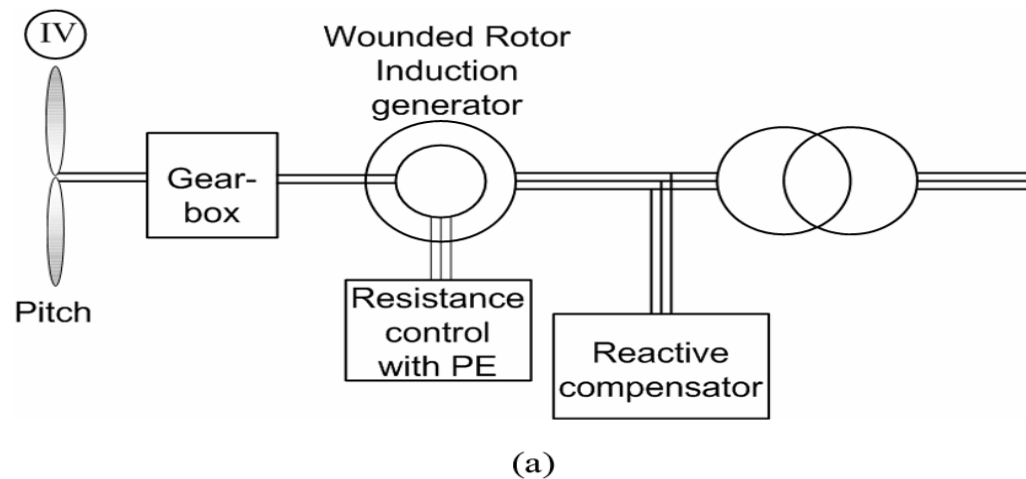 IV
Wounded Rotor
Induction
generator
Gear-
box
Pitch
Resistance
control
with PE
Reactive
compensator
(a)